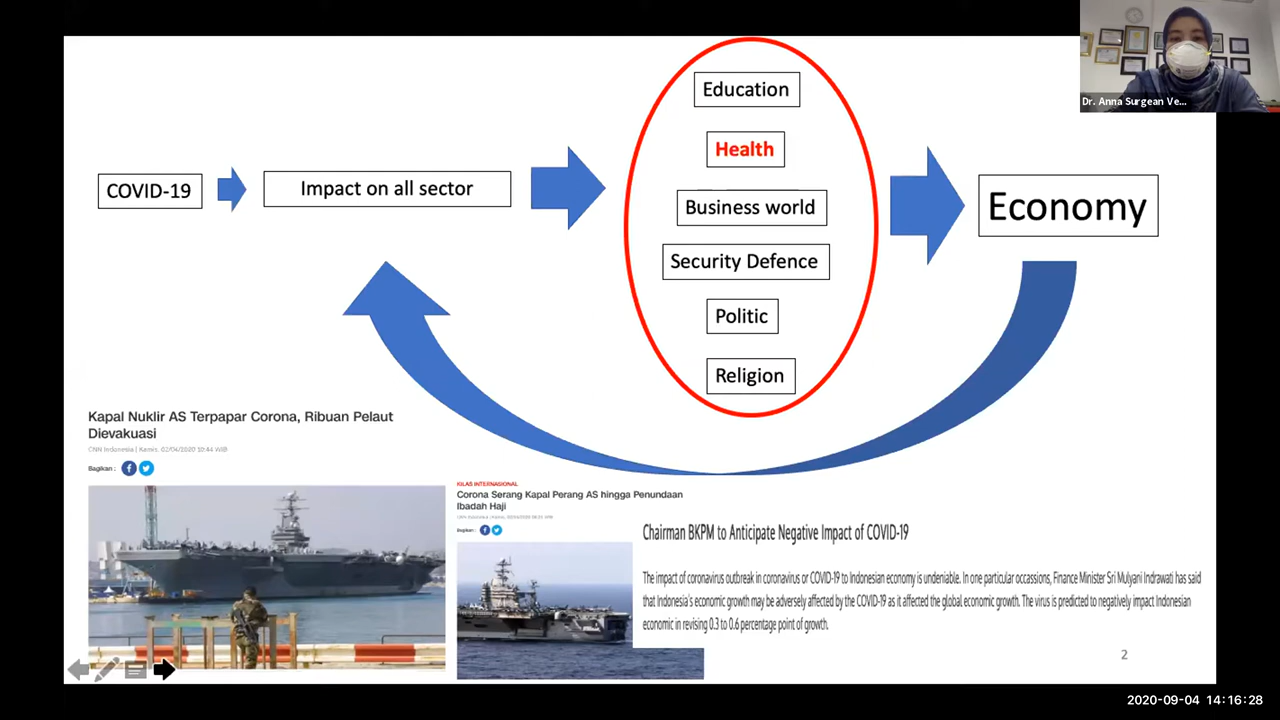 Education
Health
COVID-19
Impact on all sector
Business world
Security Defence
Politic
Religion
Economy
Dr. Anna Surgean Ve...
Kapal Nuklir AS Terpapar Corona, Ribuan Pelaut
Dievakuasi
CNN Indonesia | Kamis, 02/04/2020 10:44 WIB
Bagikan :
KILAS INTERNASIONAL
Corona Serang Kapal Perang AS hingga Penundaan
Ibadah Haji
CNN Indonesia
Bagikan :
Chairman BKPM to Anticipate Negative Impact of COVID-19
The impact of coronavirus outbreak in coronavirus or COVID-19 to Indonesian economy is undeniable. In one particular occassions, Finance Minister Sri Mulyani Indrawati has said
that Indonesia's economic growth may be adversely affected by the COVID-19 as it affected the global economic growth. The virus is predicted to negatively impact Indonesian
economic in revising 0.3 to 0.6 percentage point of growth.
2
2020-09-04 14:16:28